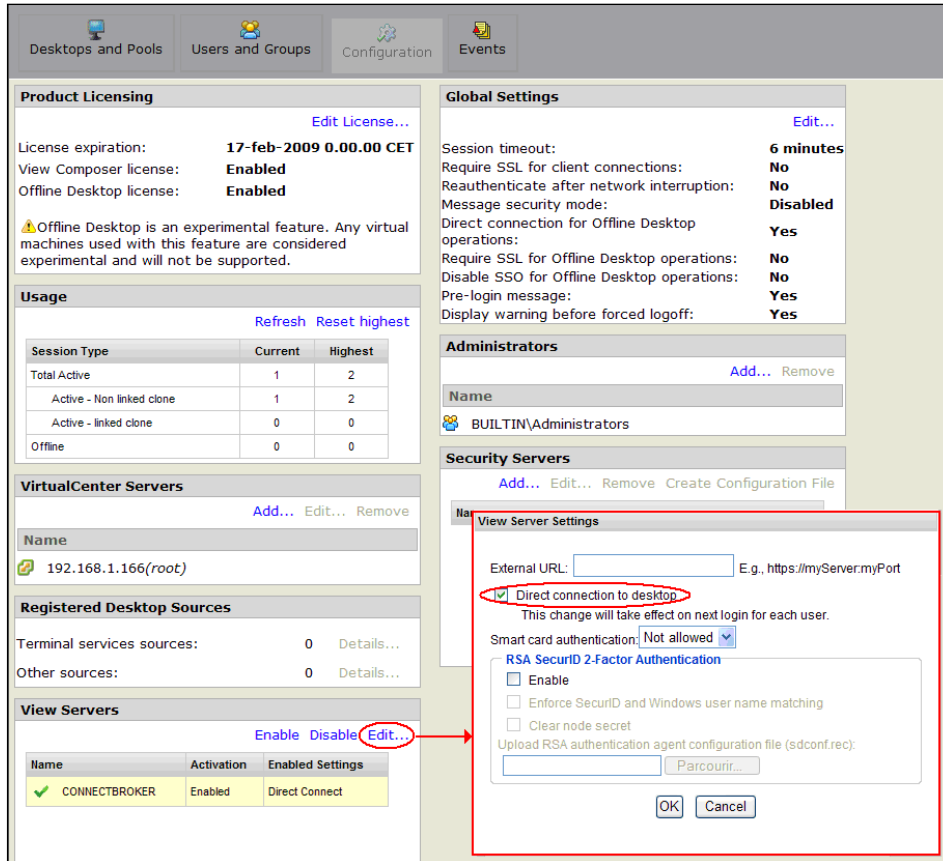 Desktops and Pools
Users and Groups
Configuration
Events
Product Licensing
Edit License...
License expiration: 17-feb-2009 0.00.00 CET
View Composer license: Enabled
Offline Desktop license: Enabled
Offline Desktop is an experimental feature. Any virtual
machines used with this feature are considered
experimental and will not be supported.
Usage
Refresh Reset highest
Session Type Current Highest
Total Active 1 2
Active - Non linked clone 1 2
Active - linked clone 0 0
Offline 0 0
VirtualCenter Servers
Add... Edit... Remove
Name
192.168.1.166(root)
Registered Desktop Sources
Terminal services sources: 0 Details...
Other sources: 0 Details...
View Servers
Enable Disable Edit...
Name Activation Enabled Settings
CONNECTBROKER Enabled Direct Connect
Global Settings
Edit...
Session timeout: 6 minutes
Require SSL for client connections: No
Reauthenticate after network interruption: No
Message security mode: Disabled
Direct connection for Offline Desktop
operations: Yes
Require SSL for Offline Desktop operations: No
Disable SSO for Offline Desktop operations: No
Pre-login message: Yes
Display warning before forced logoff: Yes
Administrators
Add... Remove
Name
BUILTIN\Administrators
Security Servers
Add... Edit... Remove Create Configuration File
View Server Settings
External URL: E.g., https://myServer:myPort
Direct connection to desktop
This change will take effect on next login for each user.
Smart card authentication: Not allowed
RSA SecurID 2-Factor Authentication
Enable
Enforce SecurID and Windows user name matching
Clear node secret
Upload RSA authentication agent configuration file (sdconf.rec):
Parcourir...
OK Cancel